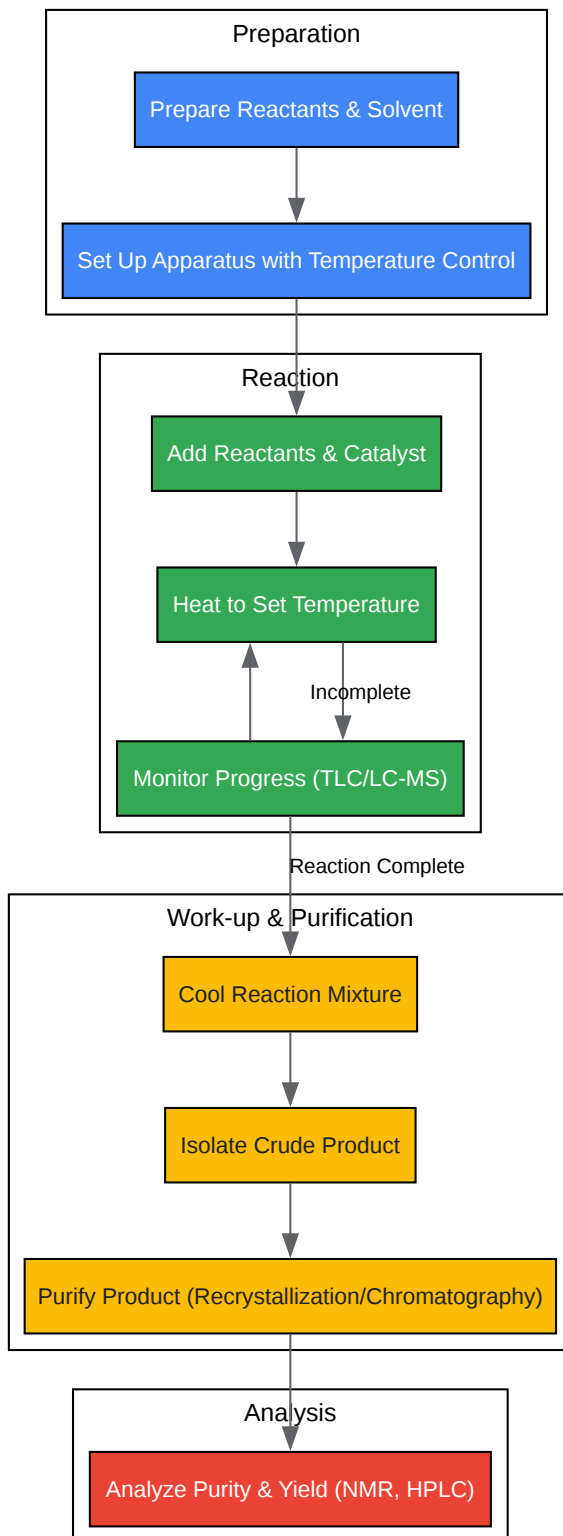 Preparation
Prepare Reactants & Solvent
Set Up Apparatus with Temperature Control
Reaction
Add Reactants & Catalyst
Heat to Set Temperature
Incomplete
Monitor Progress (TLC/LC-MS)
Reaction Complete
Work-up & Purification
Cool Reaction Mixture
Isolate Crude Product
Purify Product (Recrystallization/Chromatography)
Analysis
Analyze Purity & Yield (NMR, HPLC)